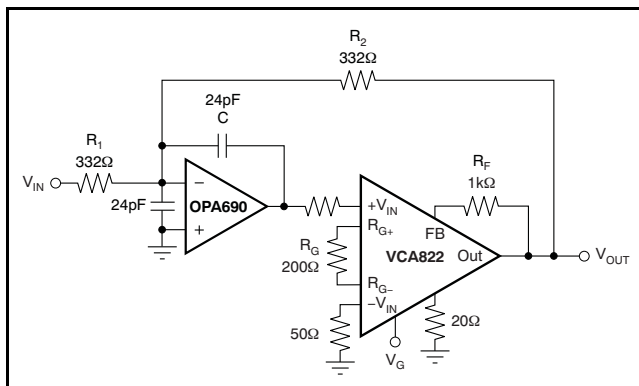 R2
332Ω
24pF
C
R1
332Ω
VIN
24pF
−
+
OPA690
RF
1kΩ
+VIN
RG+
FB
RG
200Ω
VCA822
Out
VOUT
RG−
−VIN
50Ω
20Ω
VG